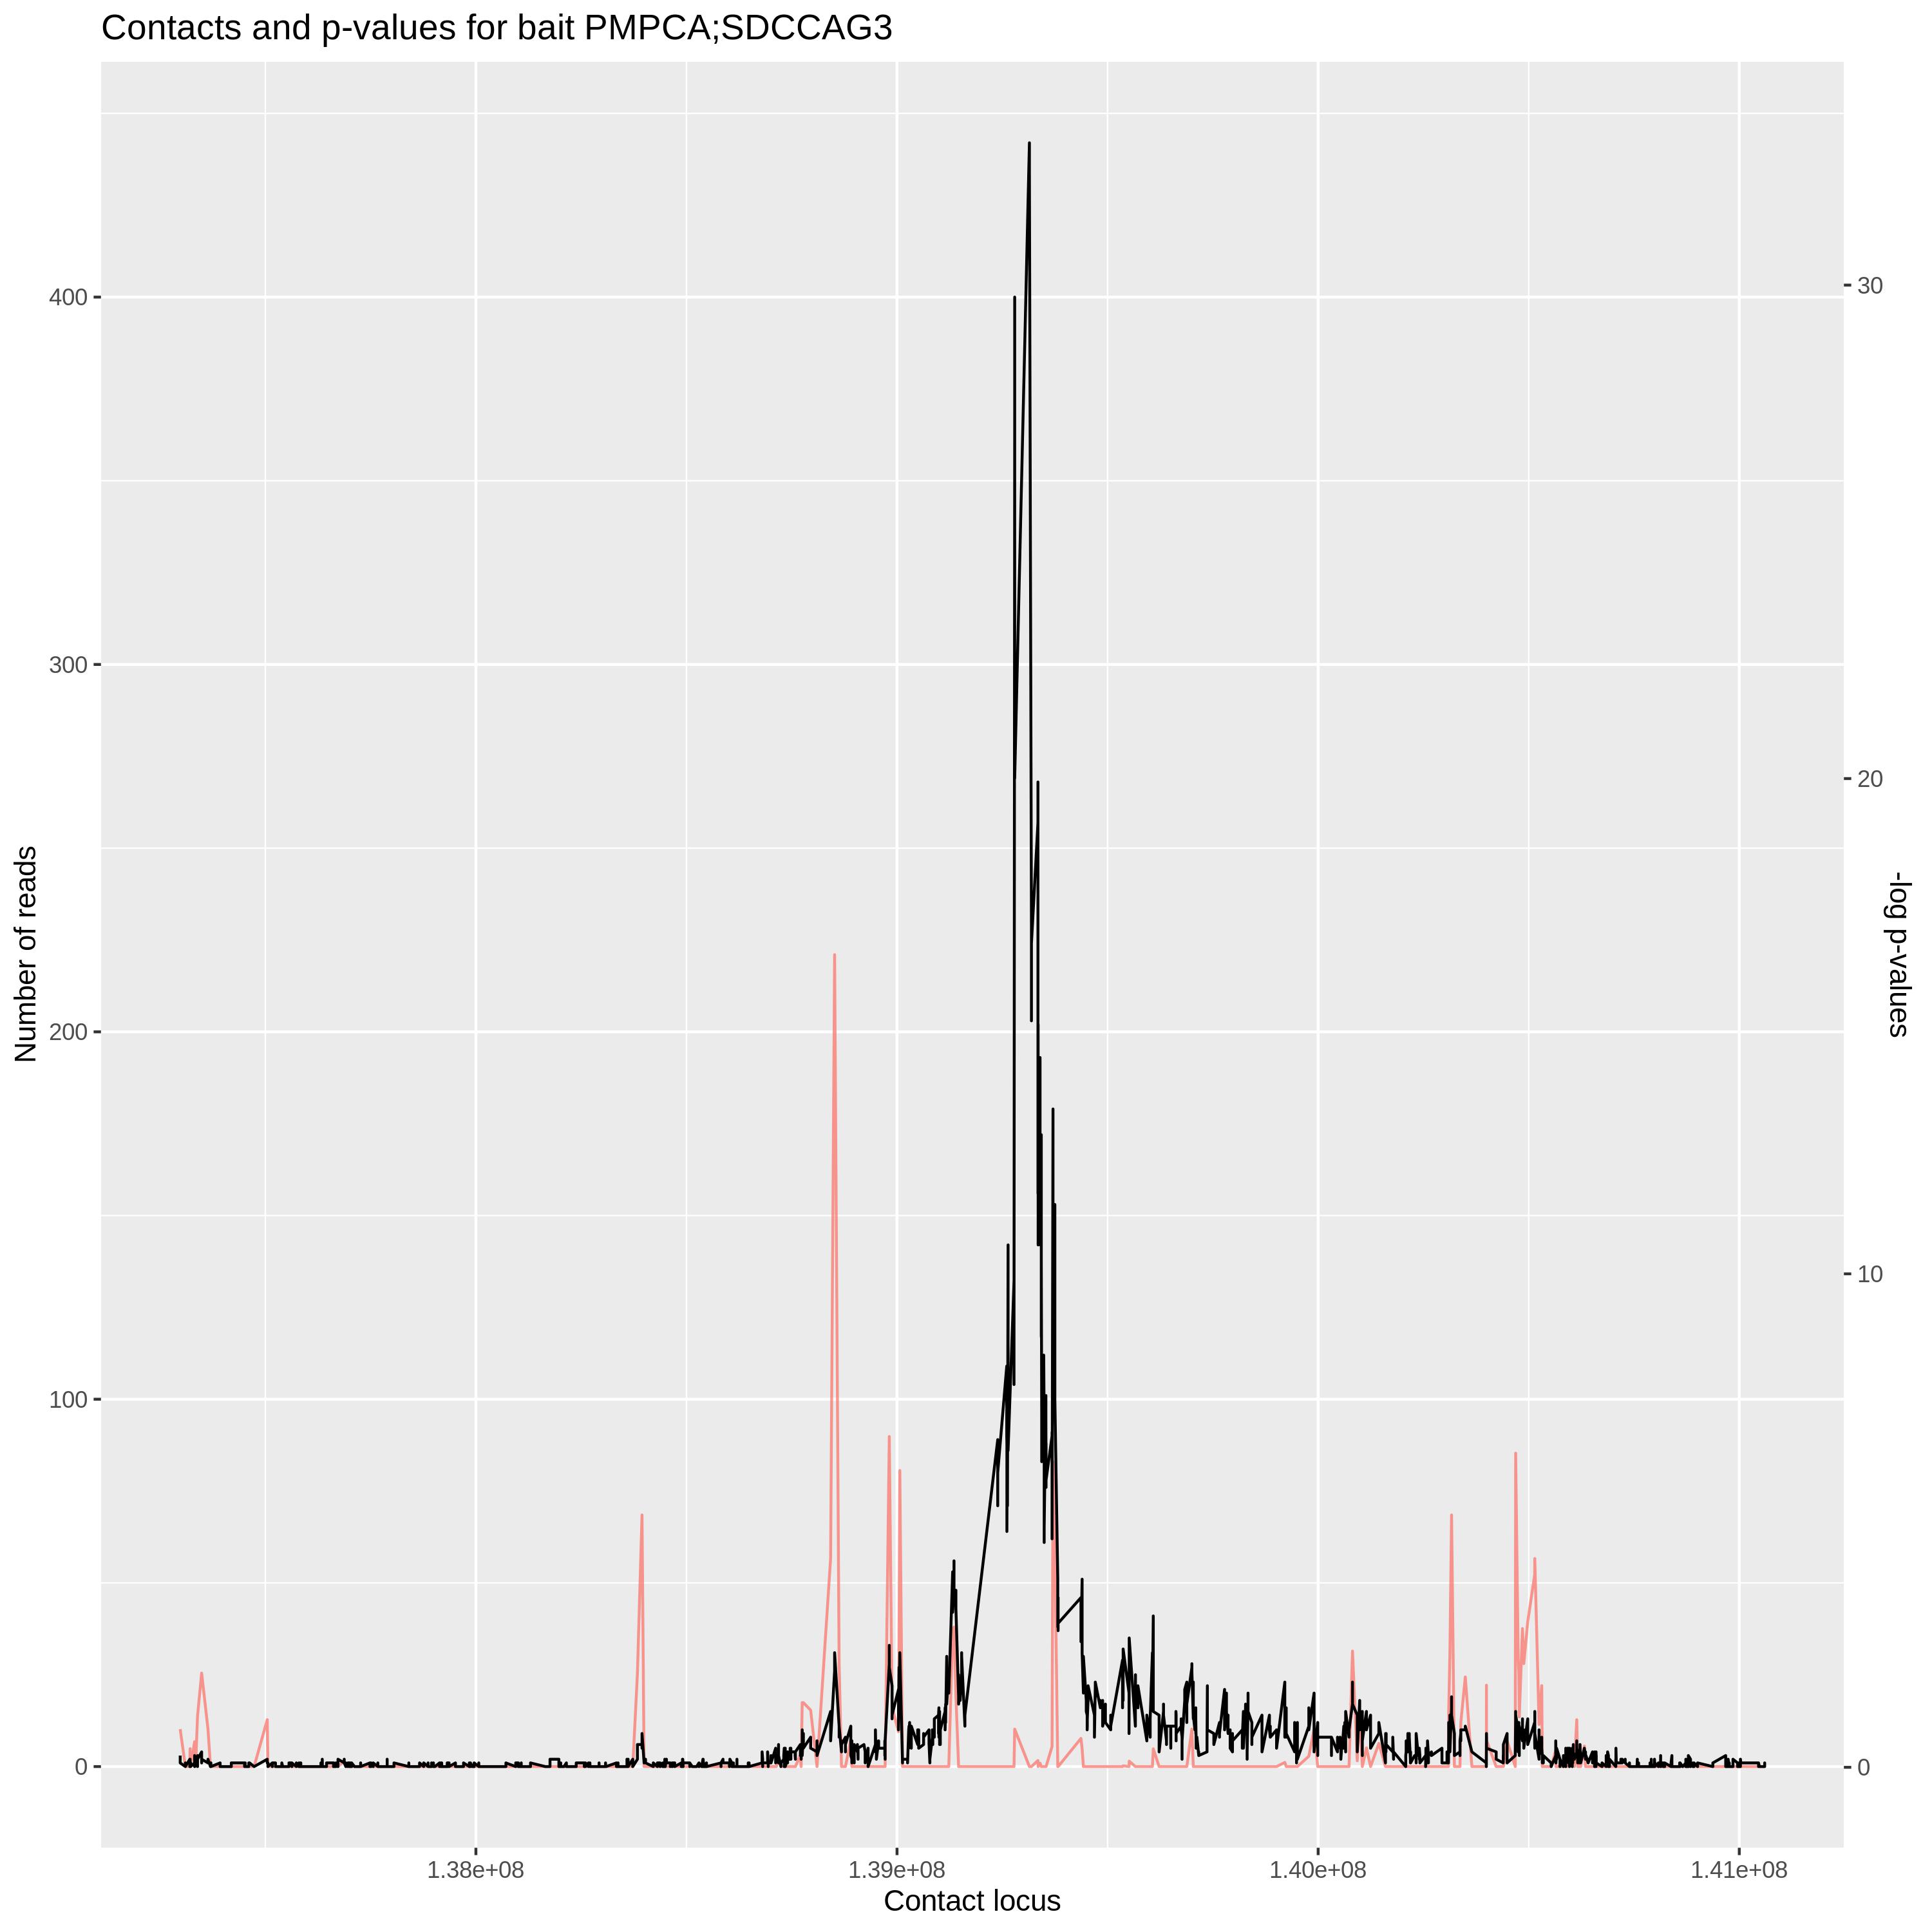 Contacts and p-values for bait PMPCA;SDCCAG3
400
300
200
100
0
Number of reads
30
20
10
0
-log p-values
1.38e+08
1.39e+08
1.40e+08
1.41e+08
Contact locus